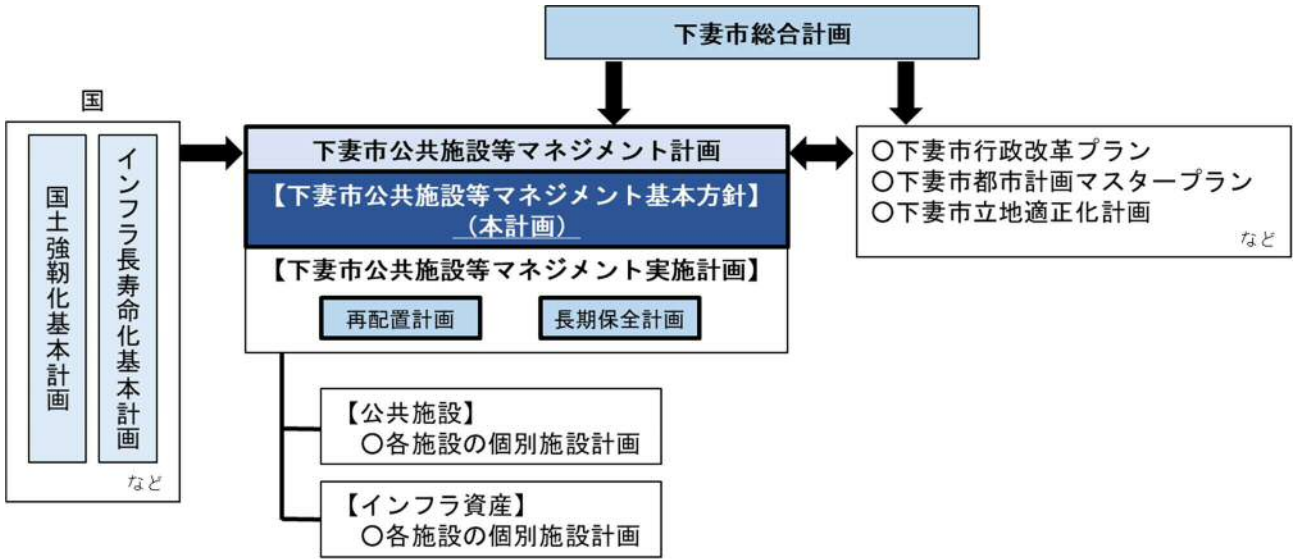 下妻市総合計画
国
国土強靭化基本計画
インフラ長寿命化基本計画
など
下妻市公共施設等マネジメント計画
【下妻市公共施設等マネジメント基本方針】
（本計画）
【下妻市公共施設等マネジメント実施計画】
再配置計画
長期保全計画
〇下妻市行政改革プラン
〇下妻市都市計画マスタープラン
〇下妻市立地適正化計画
など
【公共施設】
〇各施設の個別施設計画
【インフラ資産】
〇各施設の個別施設計画